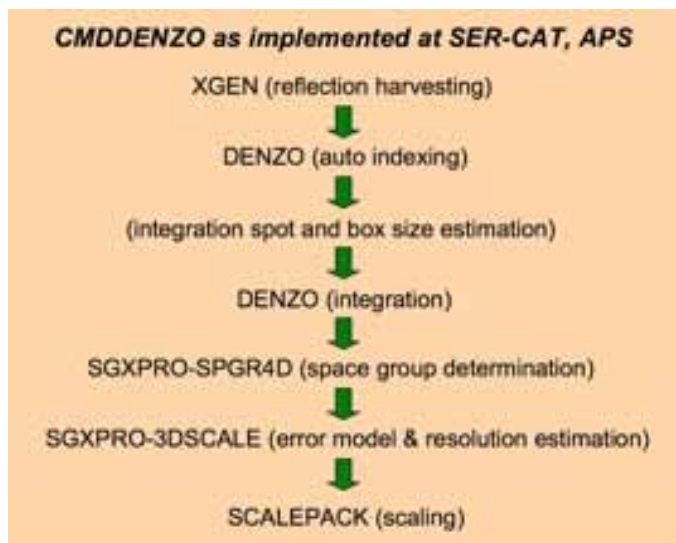 CMDDENZO as implemented at SER-CAT, APS
XGEN (reflection harvesting)
DENZO (auto indexing)
(integration spot and box size estimation)
DENZO (integration)
SGXPRO-SPGR4D (space group determination)
SGXPRO-3DSCALE (error model & resolution estimation)
SCALEPACK (scaling)